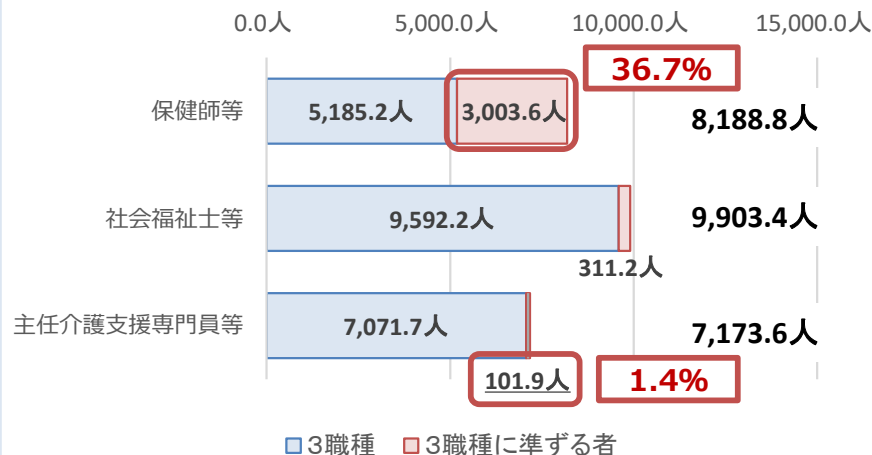 0.0人 5,000.0人 10,000.0人 15,000.0人
36.7%
保健師等 5,185.2人 3,003.6人 8,188.8人
社会福祉士等 9,592.2人 9,903.4人
311.2人
主任介護支援専門員等 7,071.7人 7,173.6人
101.9人 1.4%
3職種 3職種に準ずる者